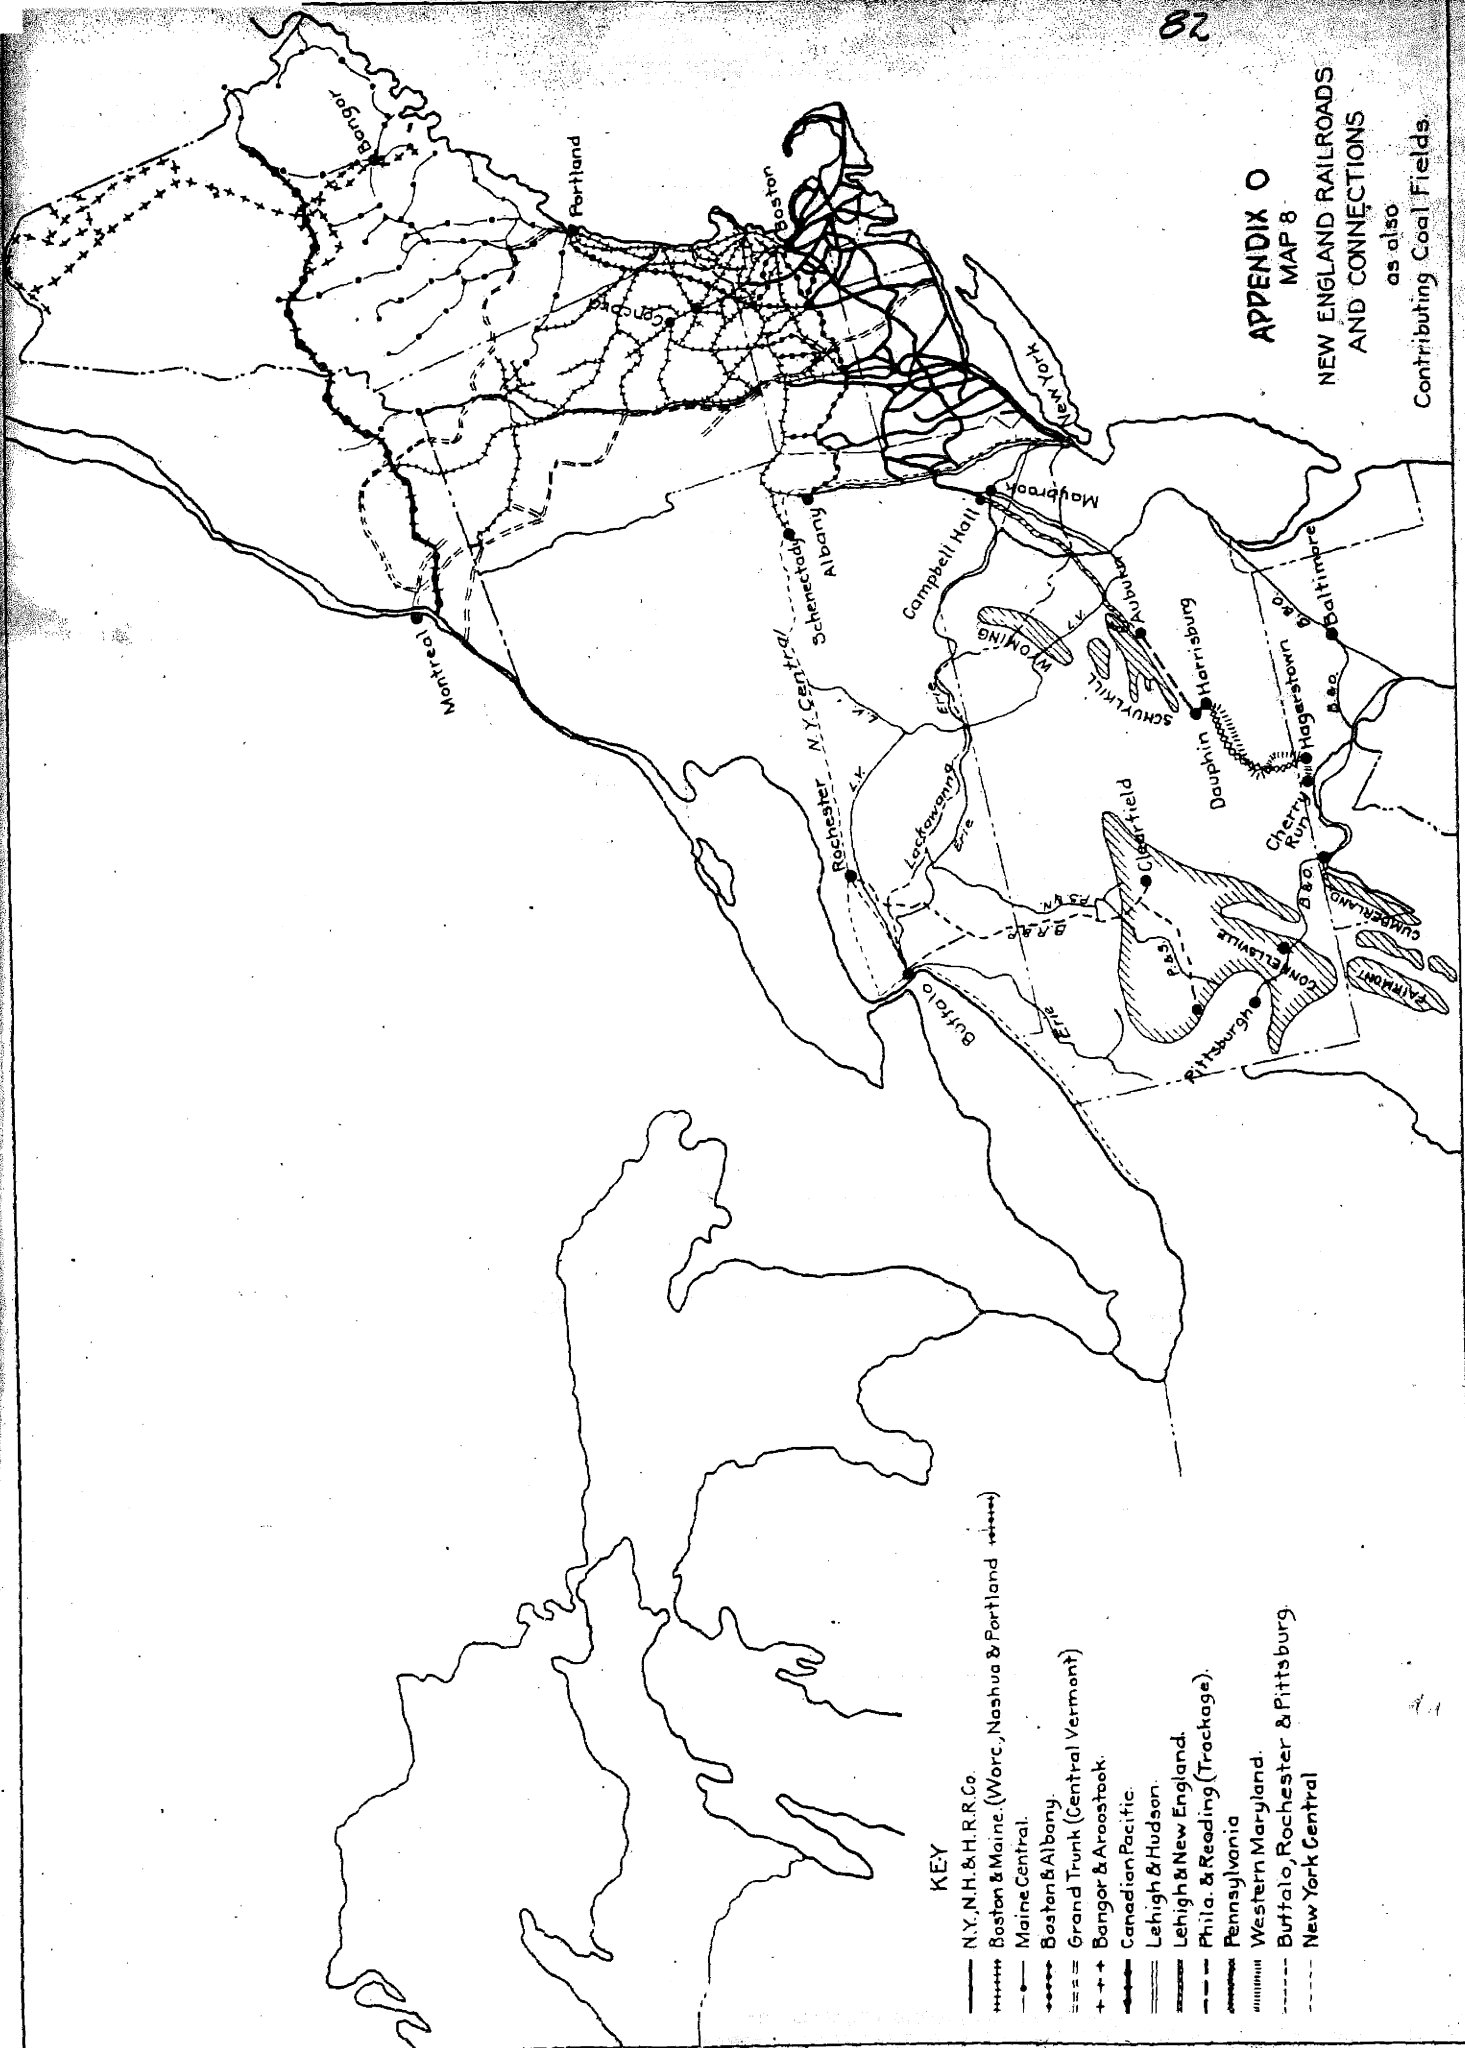 82
APPENDIX O
MAP 8
NEW ENGLAND RAILROADS
AND CONNECTIONS
as also
Contributing Coal Fields.
Bangor
Portland
Boston
Concord
New York
Montreal
Schenectady
Albany
Campbell Hall
Maybrook
N.Y. Central
Rochester
L.V.
L.V.
L.V.
Erie
Lackawanna
Erie
Buffalo
Erie
B.R.&P.
P.S.&N.
P.&S.
WYOMING
SCHUYLKILL
Auburn
Harrisburg
Dauphin
Hagerstown
Cherry
Run
Baltimore
B.&O.
B.&O.
B.&O.
Clearfield
Pittsburgh
CONNELLSVILLE
CUMBERLAND
FAIRMONT
KEY
N.Y., N.H. & H. R.R. Co.
Boston & Maine. (Worc., Nashua & Portland)
Maine Central.
Boston & Albany.
Grand Trunk (Central Vermont)
Bangor & Aroostook.
Canadian Pacific.
Lehigh & Hudson.
Lehigh & New England.
Phila. & Reading (Trackage).
Pennsylvania
Western Maryland.
Buffalo, Rochester & Pittsburg.
New York Central